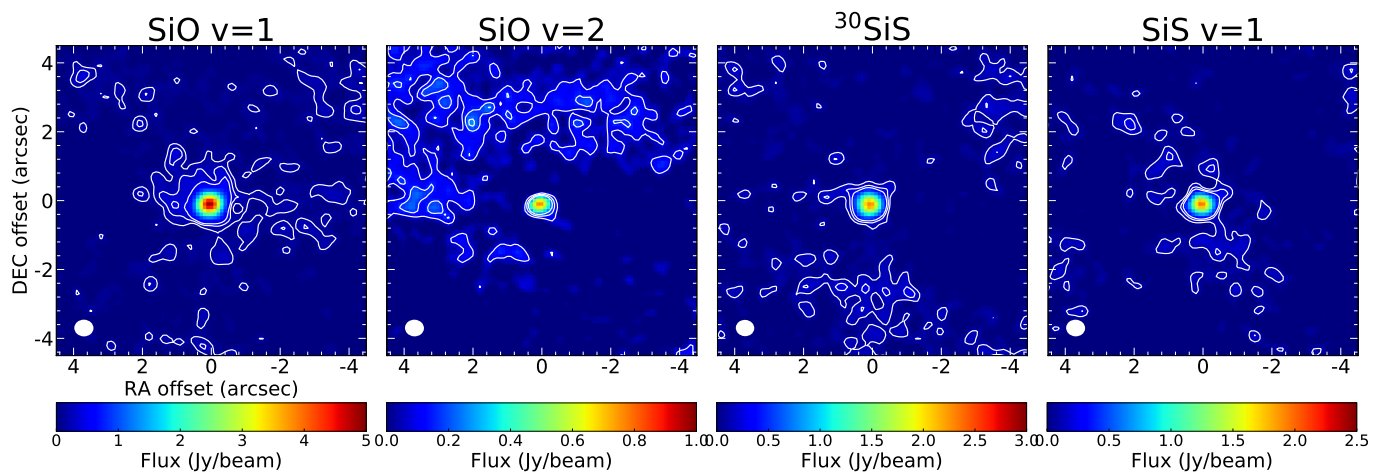 SiO v=1 SiO v=2 ³⁰SiS SiS v=1
4
2
0
-2
-4
DEC offset (arcsec)
4 2 0 -2 -4 4 2 0 -2 -4 4 2 0 -2 -4 4 2 0 -2 -4
RA offset (arcsec)
0 1 2 3 4 5 0.0 0.2 0.4 0.6 0.8 1.0 0.0 0.5 1.0 1.5 2.0 2.5 3.0 0.0 0.5 1.0 1.5 2.0 2.5
Flux (Jy/beam) Flux (Jy/beam) Flux (Jy/beam) Flux (Jy/beam)